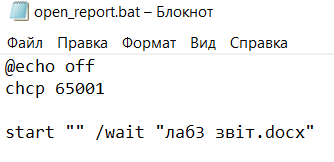 open_report.bat – Блокнот
Файл Правка Формат Вид Справка
@echo off
chcp 65001
start "" /wait "лаб3 звіт.docx"